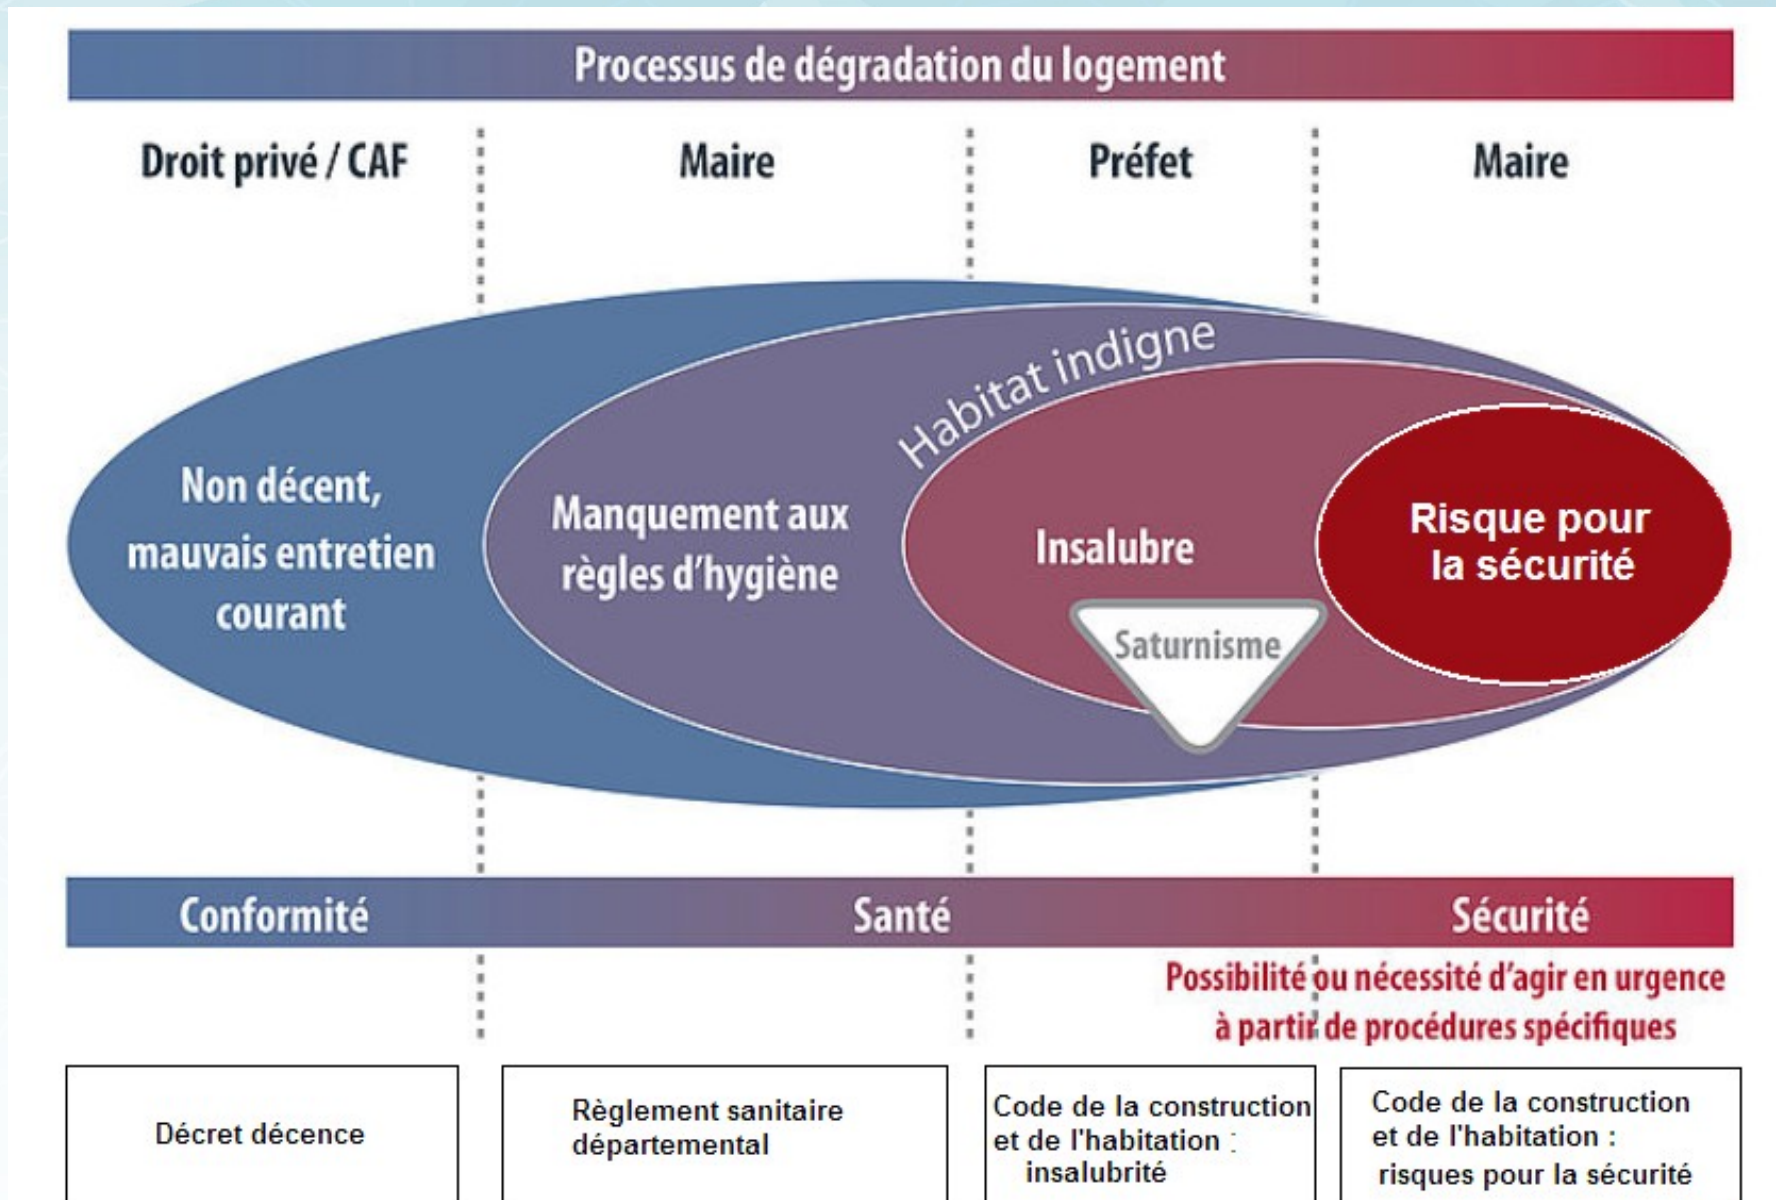 Processus de dégradation du logement
Droit privé / CAF
Maire
Préfet
Maire
Habitat indigne
Non décent,
mauvais entretien
courant
Manquement aux
règles d'hygiène
Insalubre
Saturnisme
Risque pour
la sécurité
Conformité
Santé
Sécurité
Possibilité ou nécessité d'agir en urgence
à partir de procédures spécifiques
Décret décence
Règlement sanitaire
départemental
Code de la construction
et de l'habitation :
insalubrité
Code de la construction
et de l'habitation :
risques pour la sécurité